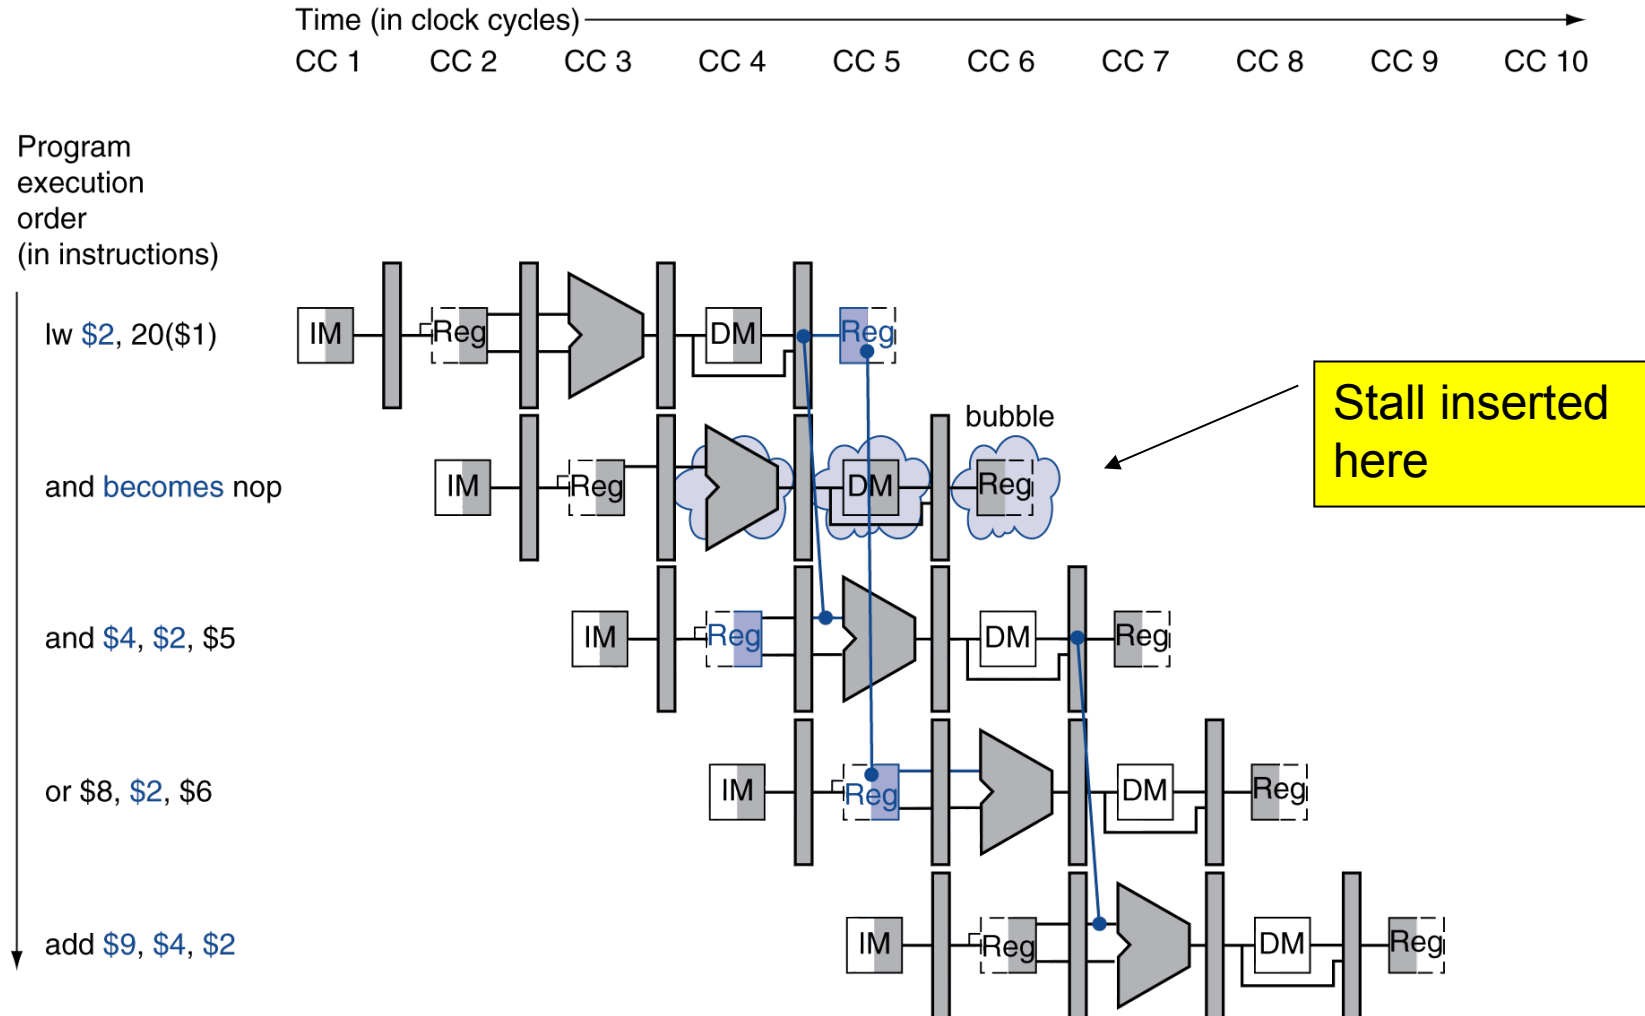 Time (in clock cycles)
CC 1 CC 2 CC 3 CC 4 CC 5 CC 6 CC 7 CC 8 CC 9 CC 10
Program
execution
order
(in instructions)
lw $2, 20($1)
IM Reg DM Reg
Stall inserted
here
bubble
and becomes nop
IM Reg DM Reg
and $4, $2, $5
IM Reg DM Reg
or $8, $2, $6
IM Reg DM Reg
add $9, $4, $2
IM Reg DM Reg